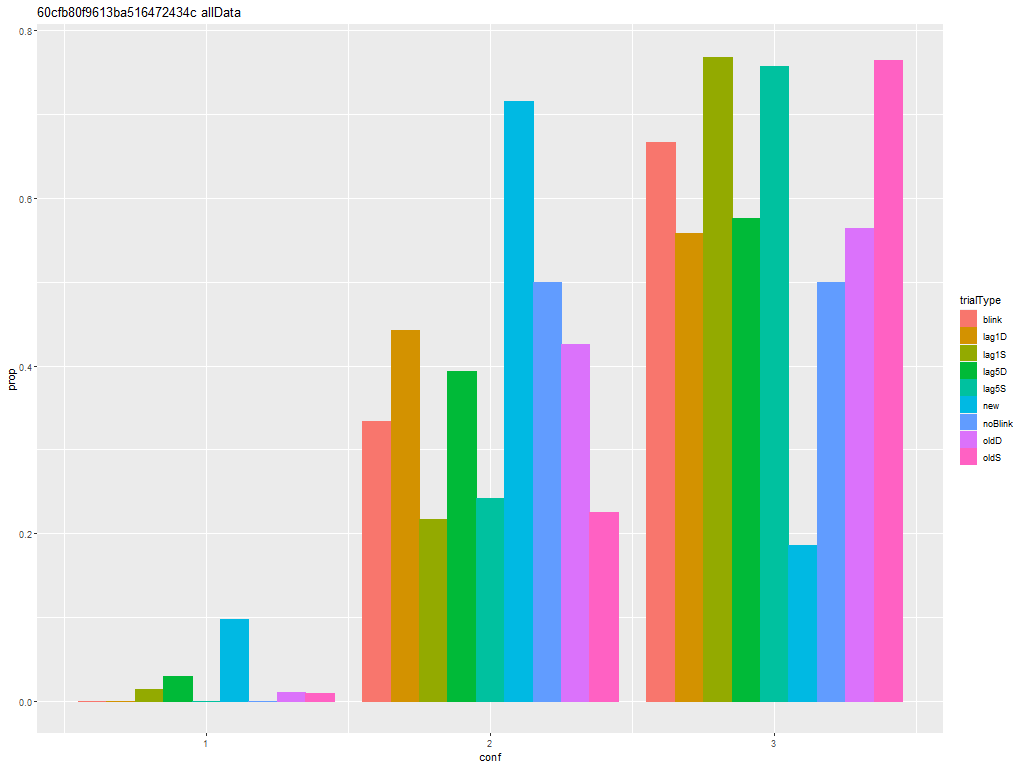 60cfb80f9613ba516472434c allData
0.8
0.6
0.4
0.2
0.0
prop
1
2
3
conf
trialType
blink
lag1D
lag1S
lag5D
lag5S
new
noBlink
oldD
oldS